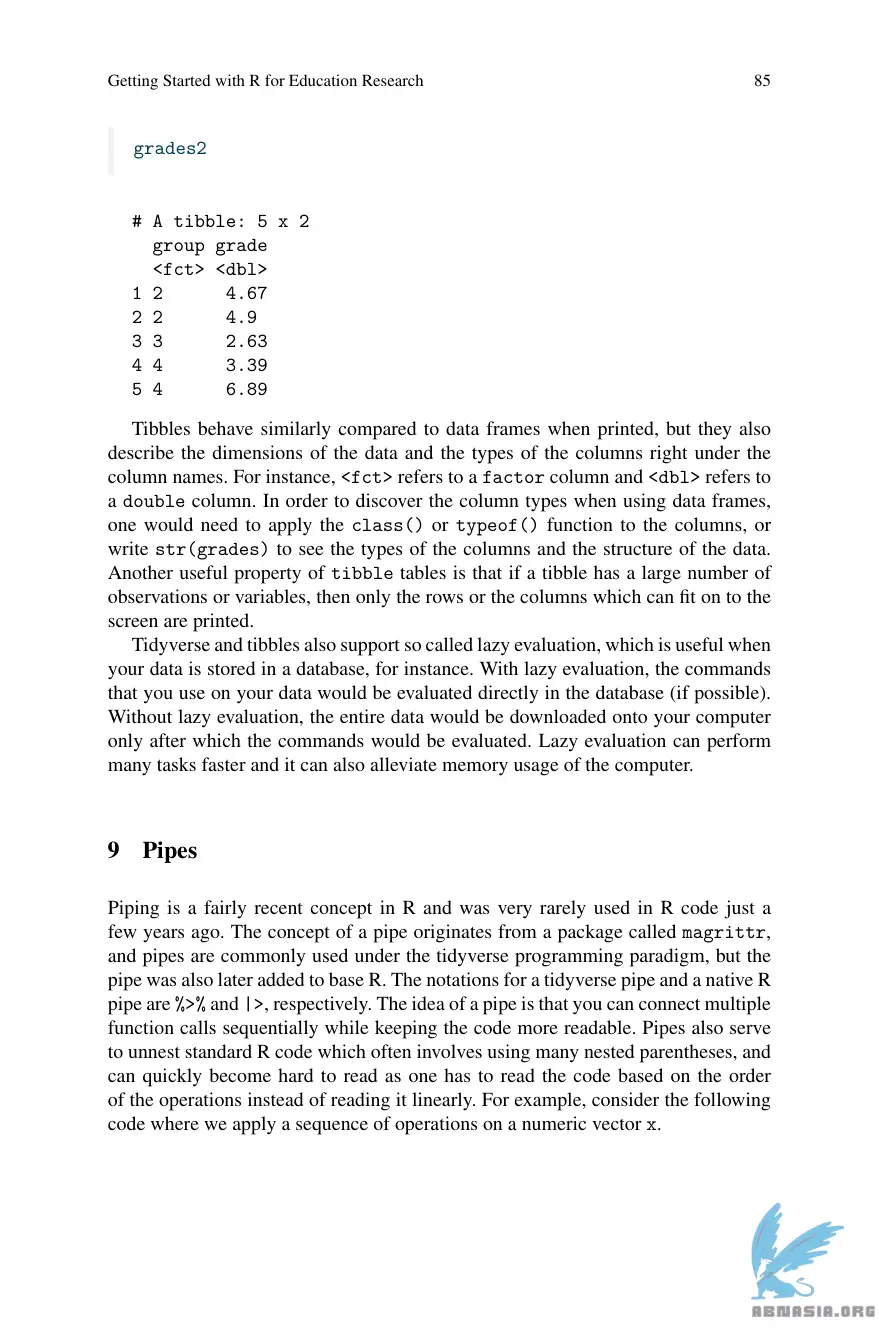 Getting Started with R for Education Research 85
grades2
# A tibble: 5 x 2
group grade
<fct> <dbl>
1 2 4.67
2 2 4.9
3 3 2.63
4 4 3.39
5 4 6.89
Tibbles behave similarly compared to data frames when printed, but they also
describe the dimensions of the data and the types of the columns right under the
column names. For instance, <fct> refers to a factor column and <dbl> refers to
a double column. In order to discover the column types when using data frames,
one would need to apply the class() or typeof() function to the columns, or
write str(grades) to see the types of the columns and the structure of the data.
Another useful property of tibble tables is that if a tibble has a large number of
observations or variables, then only the rows or the columns which can fit on to the
screen are printed.
Tidyverse and tibbles also support so called lazy evaluation, which is useful when
your data is stored in a database, for instance. With lazy evaluation, the commands
that you use on your data would be evaluated directly in the database (if possible).
Without lazy evaluation, the entire data would be downloaded onto your computer
only after which the commands would be evaluated. Lazy evaluation can perform
many tasks faster and it can also alleviate memory usage of the computer.
9 Pipes
Piping is a fairly recent concept in R and was very rarely used in R code just a
few years ago. The concept of a pipe originates from a package called magrittr,
and pipes are commonly used under the tidyverse programming paradigm, but the
pipe was also later added to base R. The notations for a tidyverse pipe and a native R
pipe are %>% and |>, respectively. The idea of a pipe is that you can connect multiple
function calls sequentially while keeping the code more readable. Pipes also serve
to unnest standard R code which often involves using many nested parentheses, and
can quickly become hard to read as one has to read the code based on the order
of the operations instead of reading it linearly. For example, consider the following
code where we apply a sequence of operations on a numeric vector x.
ABNASIA.ORG